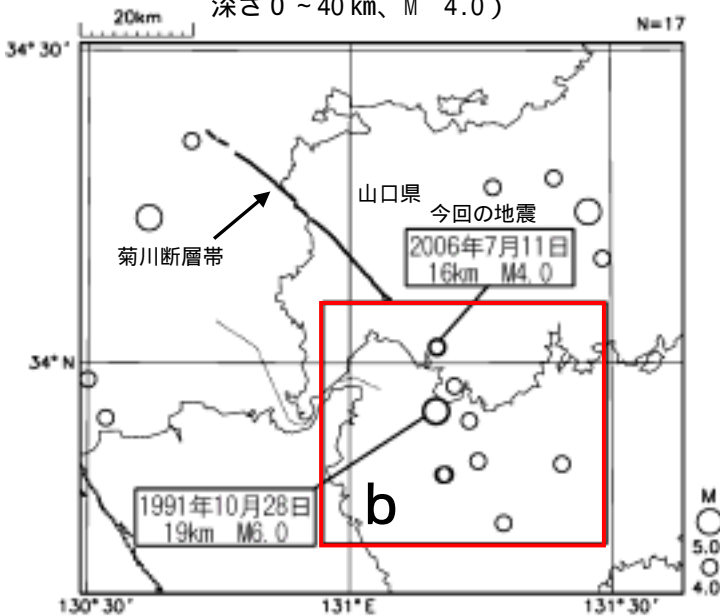 深さ0~40km、M 4.0)
20km
N=17
34°30'
山口県
今回の地震
菊川断層帯
2006年7月11日
16km M4.0
34°N
1991年10月28日
19km M6.0
b
M
5.0
4.0
130°30'
131°E
131°30'